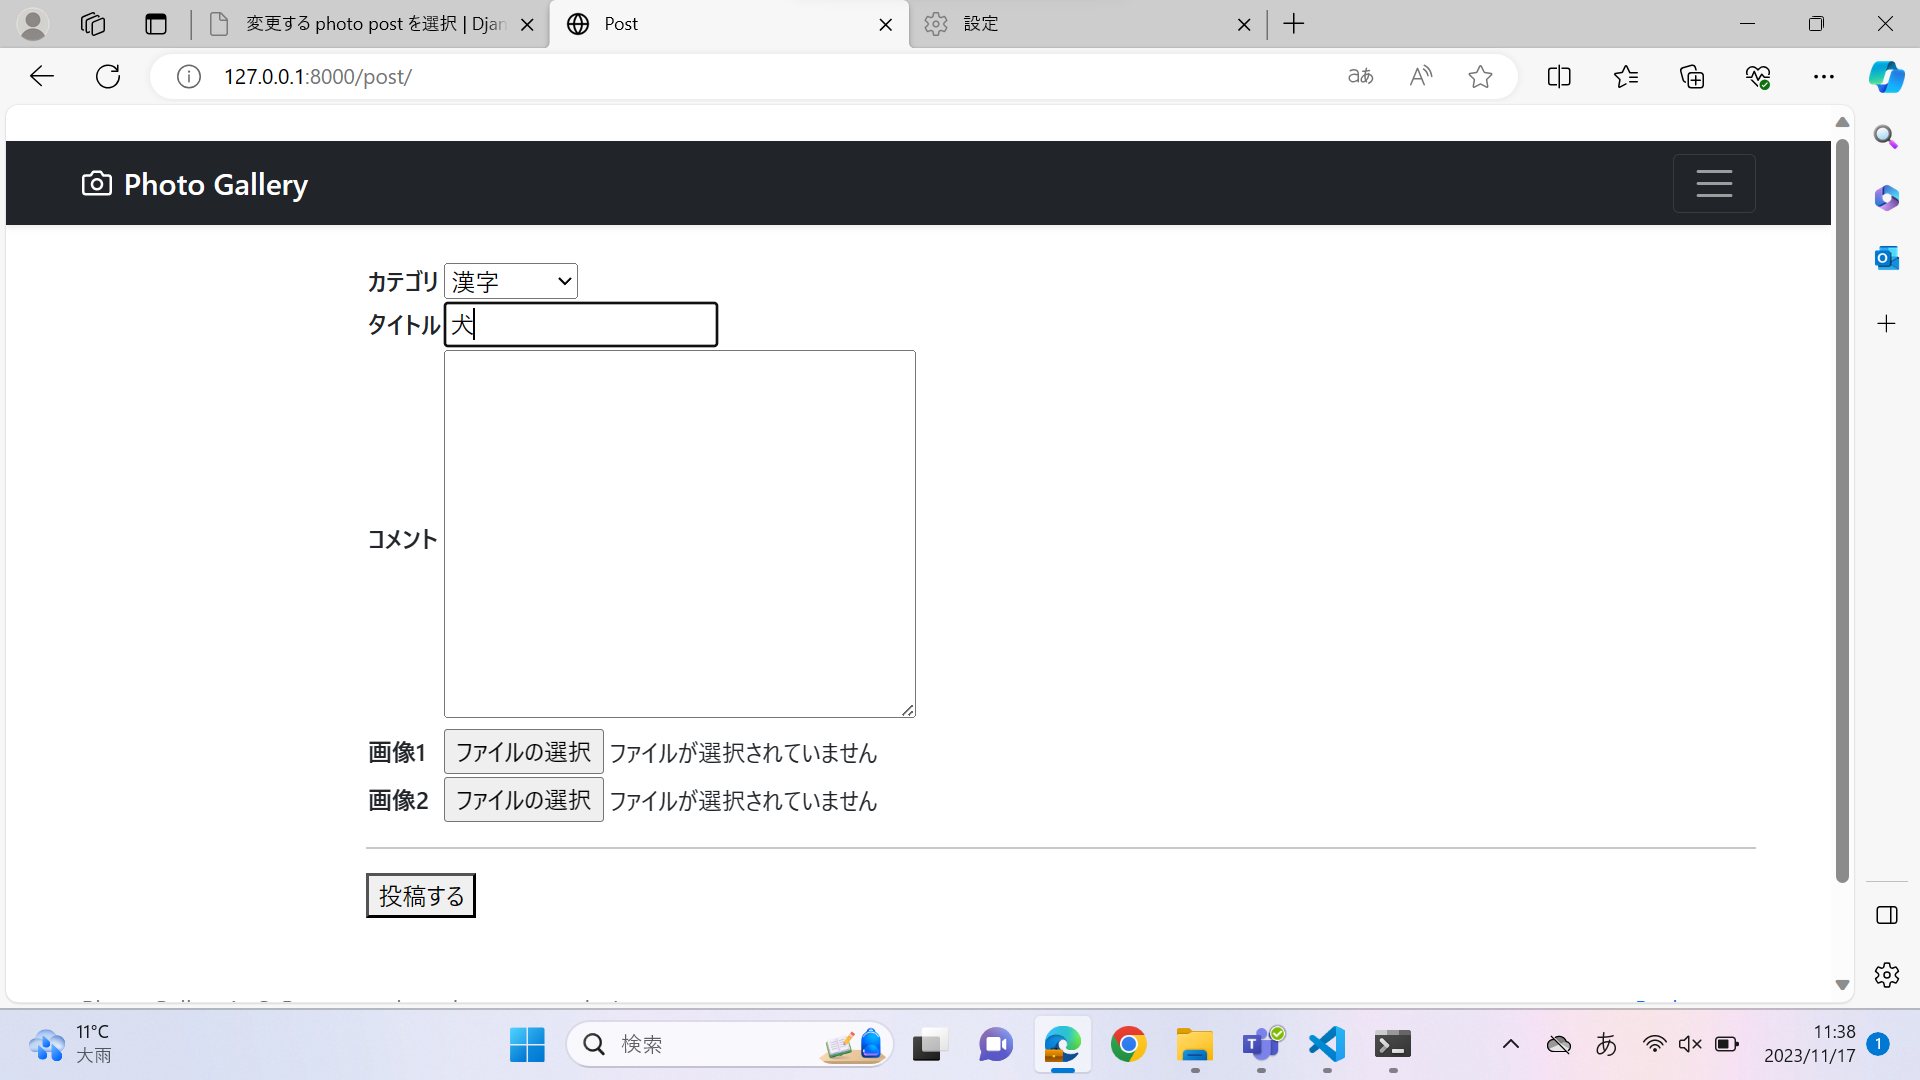 変更する photo post を選択 | Djan
Post
設定
127.0.0.1:8000/post/
Photo Gallery
カテゴリ 漢字
タイトル 犬
コメント
画像1 ファイルの選択 ファイルが選択されていません
画像2 ファイルの選択 ファイルが選択されていません
投稿する
11°C
大雨
検索
あ
11:38
2023/11/17
1